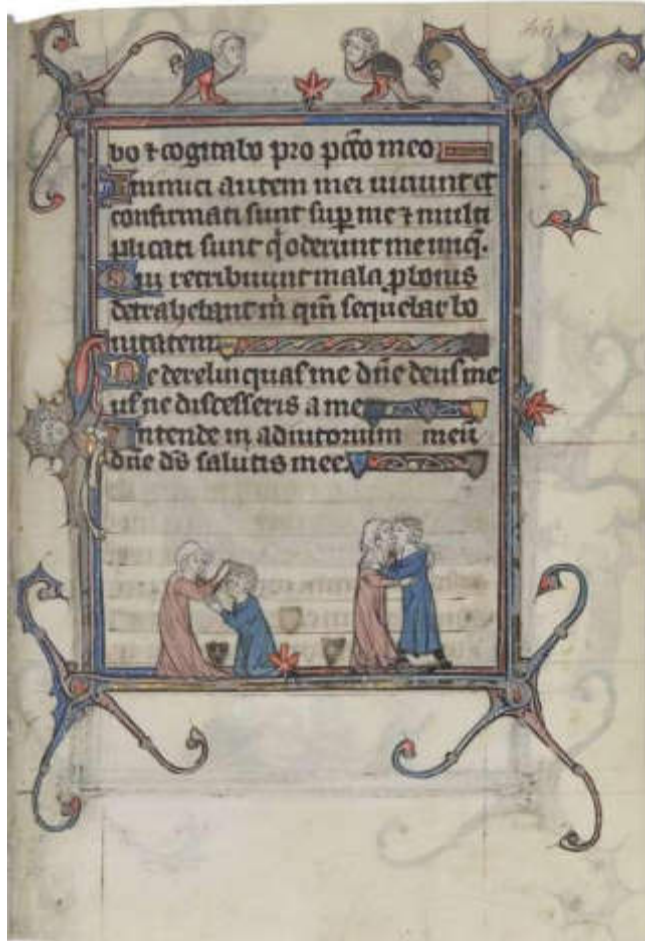 44
bo ⁊ cogitabo pro pctō meo
Inimici autem mei uiuunt et
confirmati sunt sup me ⁊ multi
plicati sunt q̇ oderunt me iniq̄.
Qui retribuunt mala p bonis
detrahebant m̄ qm̄ sequebar bo
nitatem
Ne derelinquas me dn̄e deus me
us ne discesseris a me
Intende in adiutorium meū
dn̄e ds̄ salutis mee.